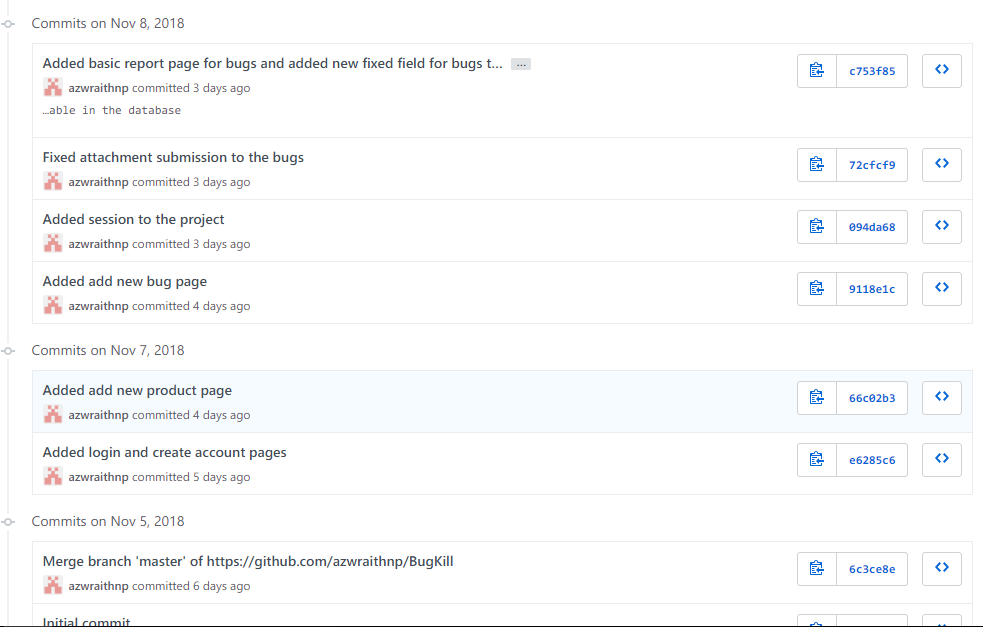 Commits on Nov 8, 2018
Added basic report page for bugs and added new fixed field for bugs t... …
c753f85
azwraithnp committed 3 days ago
…able in the database
Fixed attachment submission to the bugs
72cfcf9
azwraithnp committed 3 days ago
Added session to the project
094da68
azwraithnp committed 3 days ago
Added add new bug page
9118e1c
azwraithnp committed 4 days ago
Commits on Nov 7, 2018
Added add new product page
66c02b3
azwraithnp committed 4 days ago
Added login and create account pages
e6285c6
azwraithnp committed 5 days ago
Commits on Nov 5, 2018
Merge branch 'master' of https://github.com/azwraithnp/BugKill
6c3ce8e
azwraithnp committed 6 days ago
Initial commit